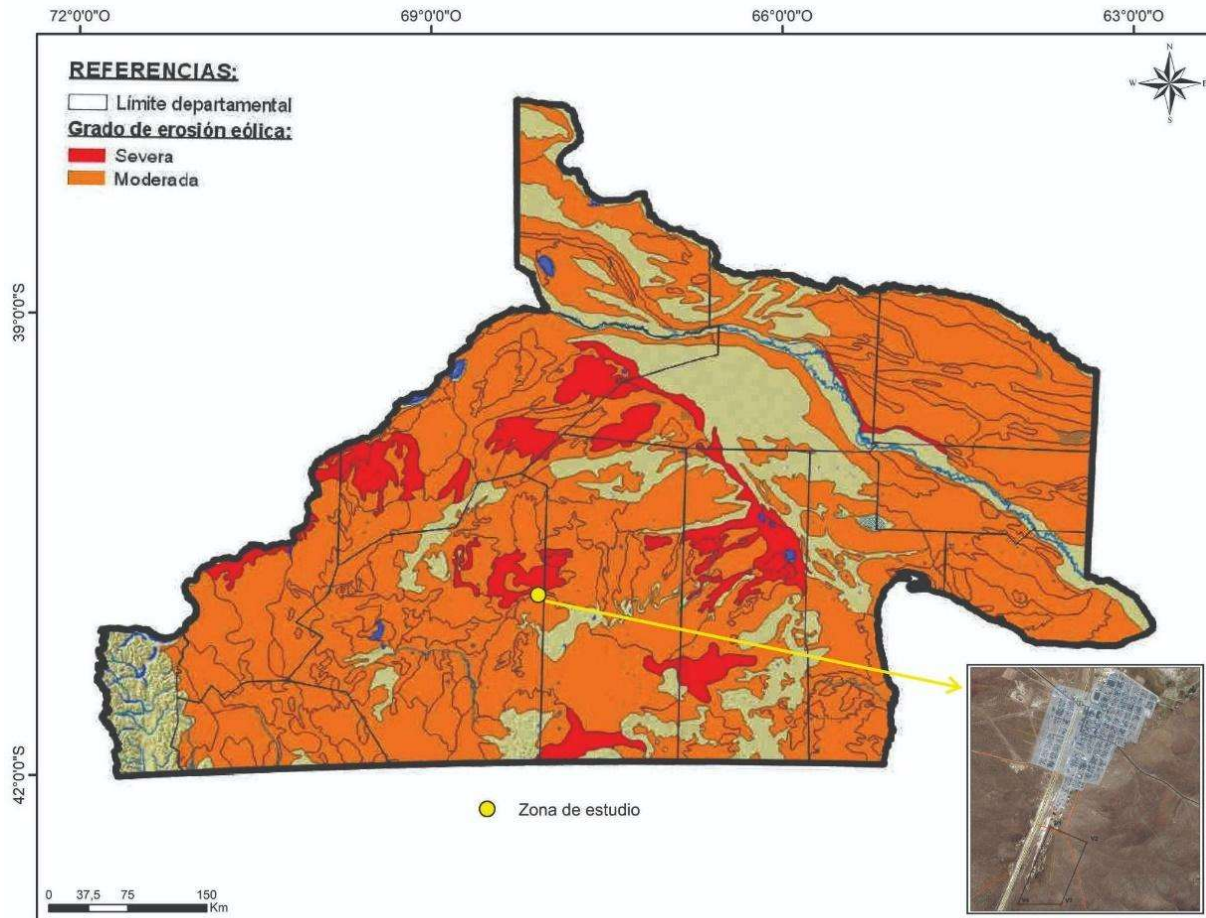 72°0'0"O 69°0'0"O 66°0'0"O 63°0'0"O
REFERENCIAS:
Límite departamental
Grado de erosión eólica:
Severa
Moderada
N
W E
S
39°0'0"S
42°0'0"S
Zona de estudio
V2
0 37,5 75 150
Km